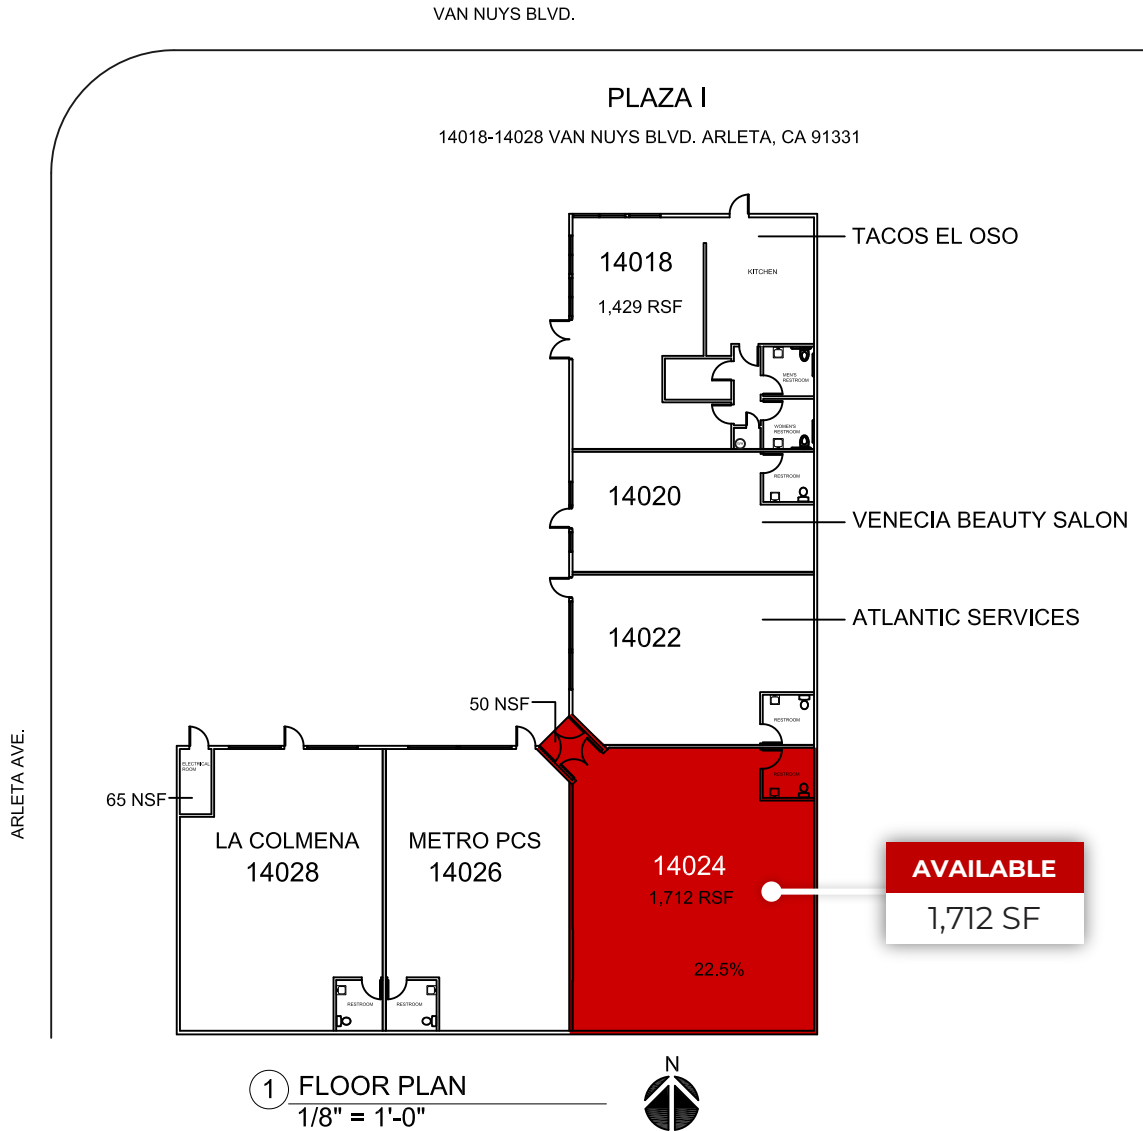 VAN NUYS BLVD.
PLAZA I
14018-14028 VAN NUYS BLVD. ARLETA, CA 91331
TACOS EL OSO
14018
KITCHEN
1,429 RSF
MEN'S
RESTROOM
WOMEN'S
RESTROOM
RESTROOM
14020
VENECIA BEAUTY SALON
ATLANTIC SERVICES
14022
50 NSF
RESTROOM
ARLETA AVE.
ELECTRICAL
ROOM
RESTROOM
65 NSF
LA COLMENA
14028
METRO PCS
14026
14024
1,712 RSF
AVAILABLE
1,712 SF
22.5%
RESTROOM
RESTROOM
N
1 FLOOR PLAN
1/8" = 1'-0"